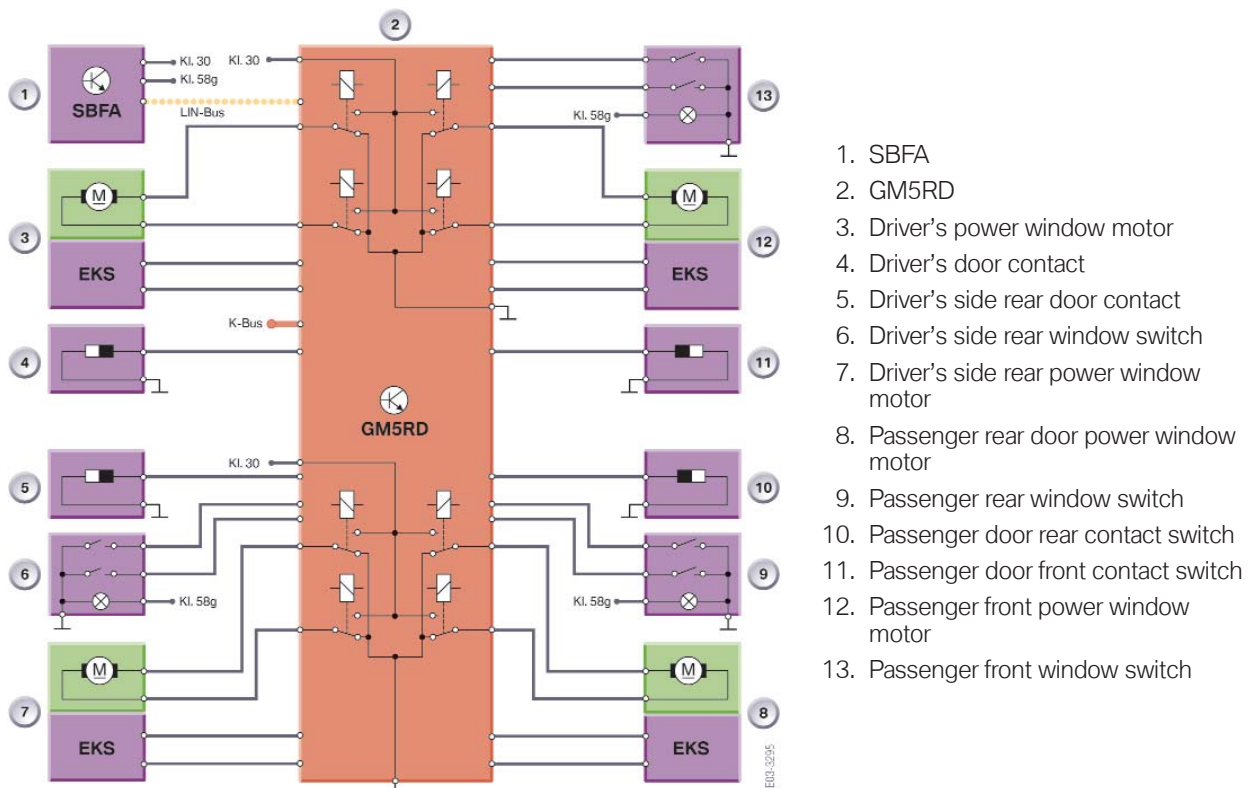 2
Kl. 30
Kl. 58g
Kl. 30
1
SBFA
LIN-Bus
Kl. 58g
13
M
3
EKS
M
12
EKS
K-Bus
4
11
GM5RD
Kl. 30
5
10
6
Kl. 58g
Kl. 58g
9
M
7
EKS
M
8
EKS
E03-3295
1. SBFA
2. GM5RD
3. Driver's power window motor
4. Driver's door contact
5. Driver's side rear door contact
6. Driver's side rear window switch
7. Driver's side rear power window
motor
8. Passenger rear door power window
motor
9. Passenger rear window switch
10. Passenger door rear contact switch
11. Passenger door front contact switch
12. Passenger front power window
motor
13. Passenger front window switch